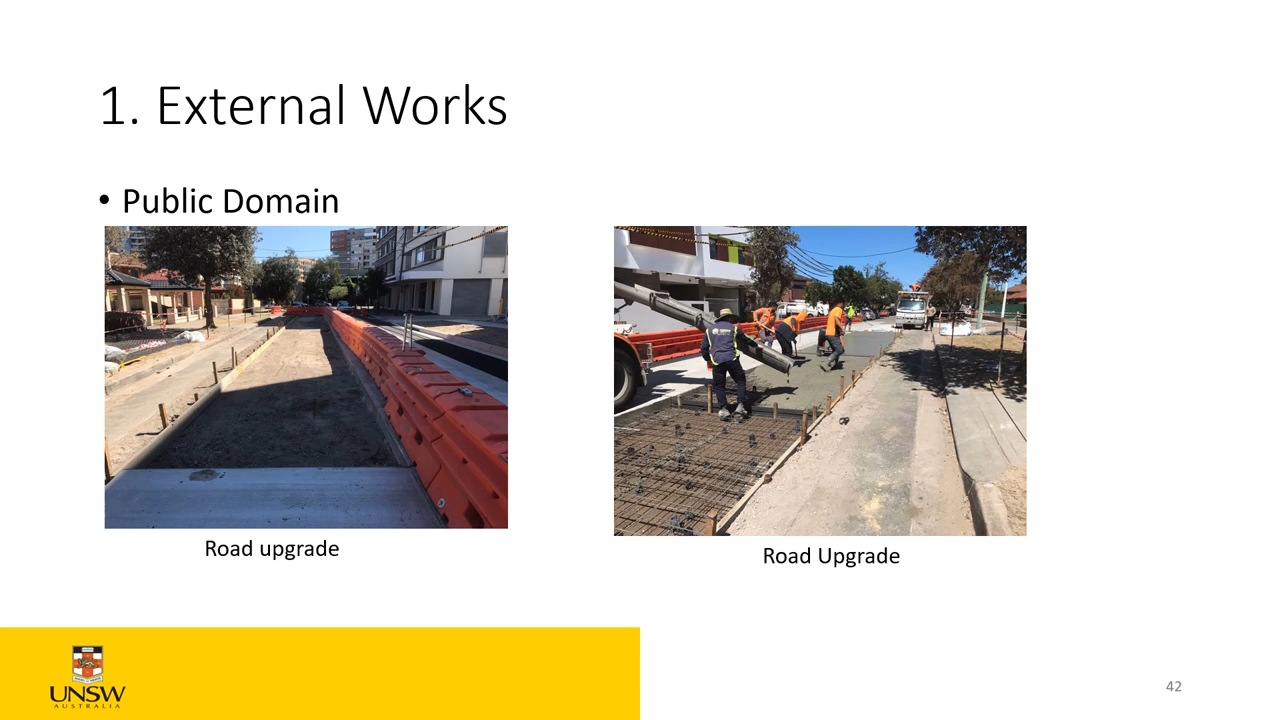 1. External Works
• Public Domain
Road upgrade
Road Upgrade
UNSW
AUSTRALIA
42